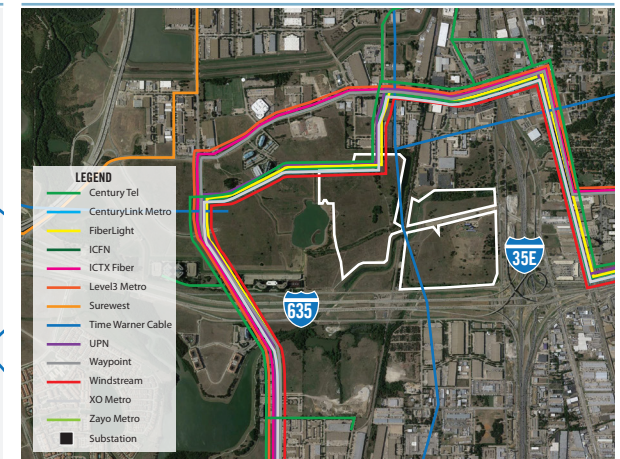 LEGEND
Century Tel
CenturyLink Metro
FiberLight
ICFN
ICTX Fiber
Level3 Metro
Surewest
Time Warner Cable
UPN
Waypoint
Windstream
XO Metro
Zayo Metro
Substation
635
35E